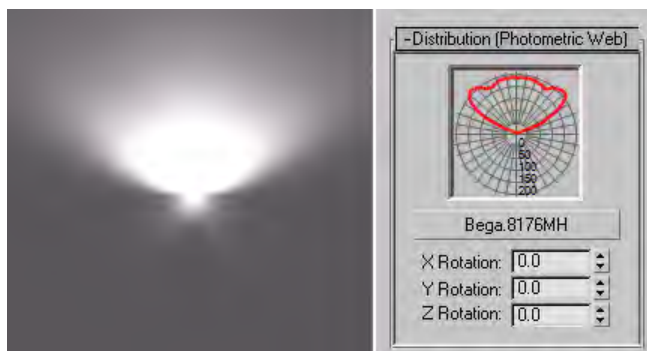 -Distribution (Photometric Web)
0
50
100
150
200
Bega.8176MH
X Rotation: 0.0
Y Rotation: 0.0
Z Rotation: 0.0